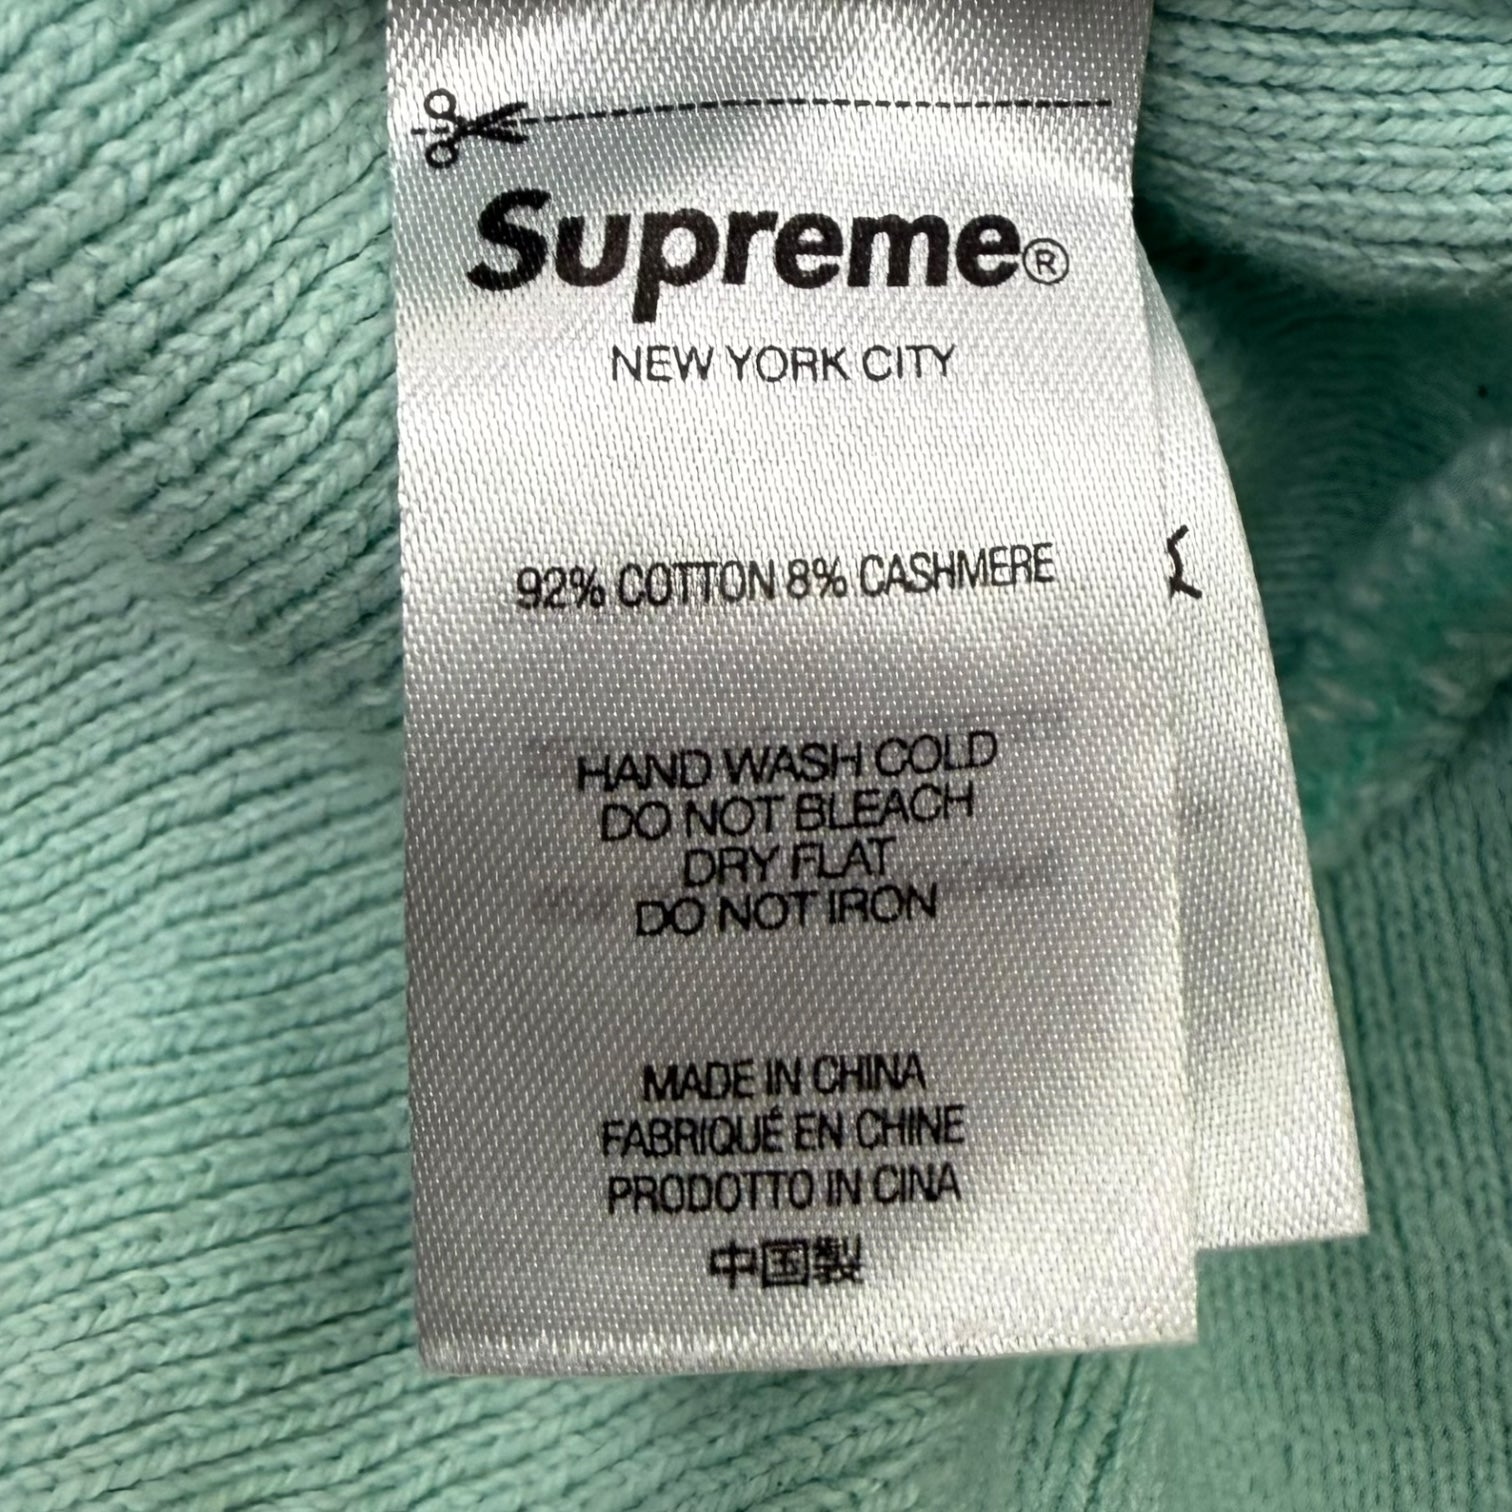 Supreme®
NEW YORK CITY
92% COTTON 8% CASHMERE
HAND WASH COLD
DO NOT BLEACH
DRY FLAT
DO NOT IRON
MADE IN CHINA
FABRIQUÉ EN CHINE
PRODOTTO IN CINA
中国製